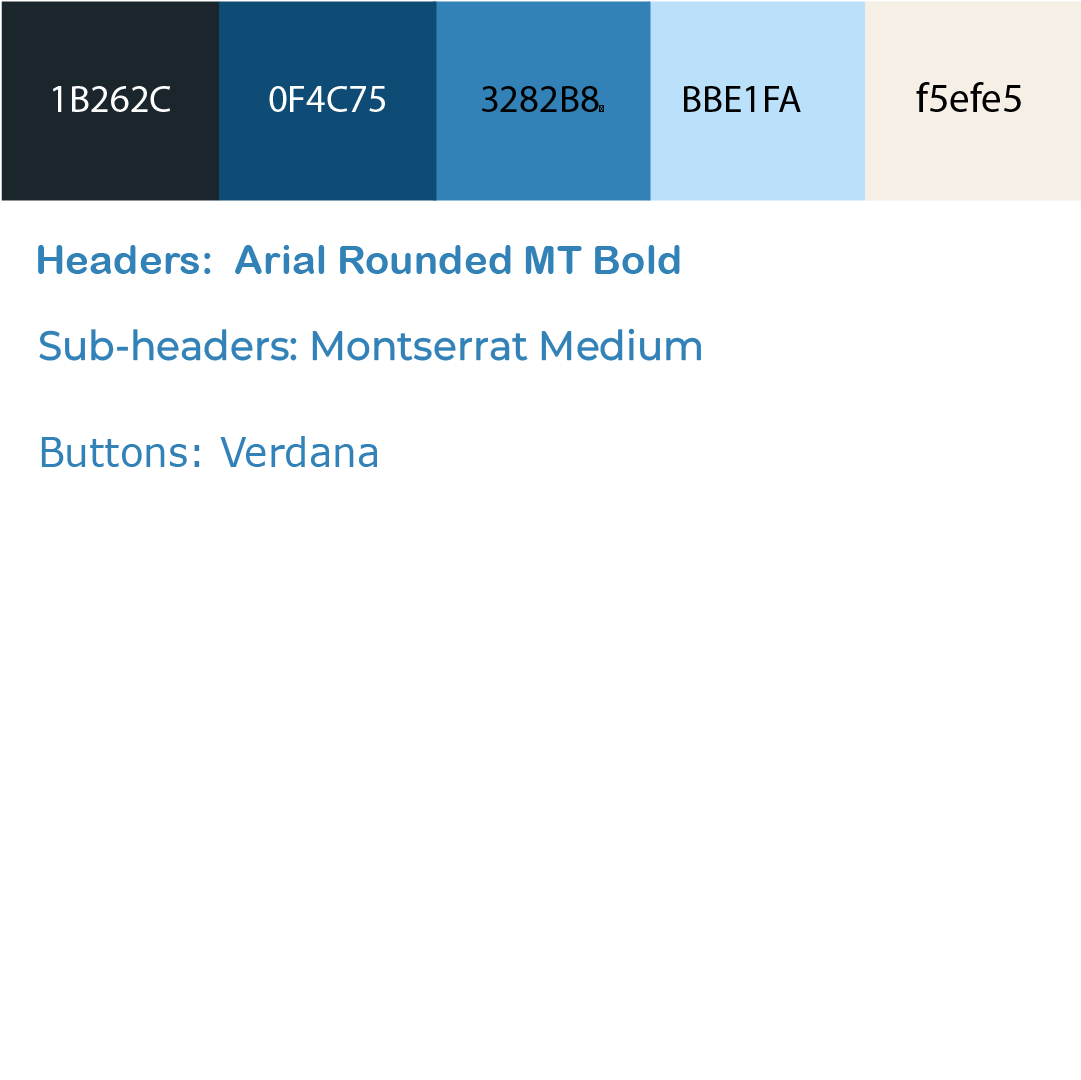 1B262C 0F4C75 3282B8 BBE1FA f5efe5
Headers: Arial Rounded MT Bold
Sub-headers: Montserrat Medium
Buttons: Verdana